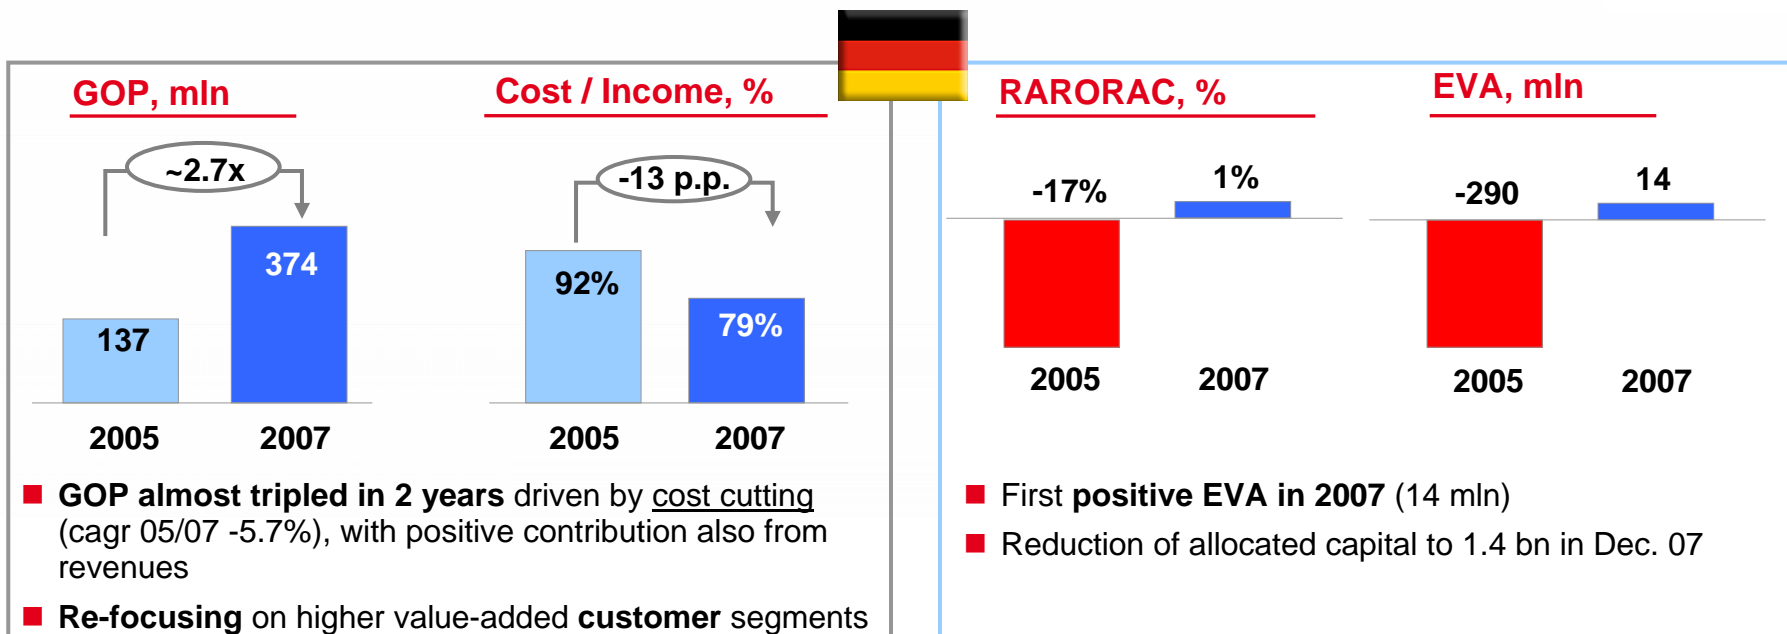 GOP, mln
~2.7x
137
374
2005 2007
Cost / Income, %
-13 p.p.
92%
79%
2005 2007
■ GOP almost tripled in 2 years driven by cost cutting
(cagr 05/07 -5.7%), with positive contribution also from
revenues
■ Re-focusing on higher value-added customer segments
RARORAC, %
-17% 1%
2005 2007
EVA, mln
-290 14
2005 2007
■ First positive EVA in 2007 (14 mln)
■ Reduction of allocated capital to 1.4 bn in Dec. 07